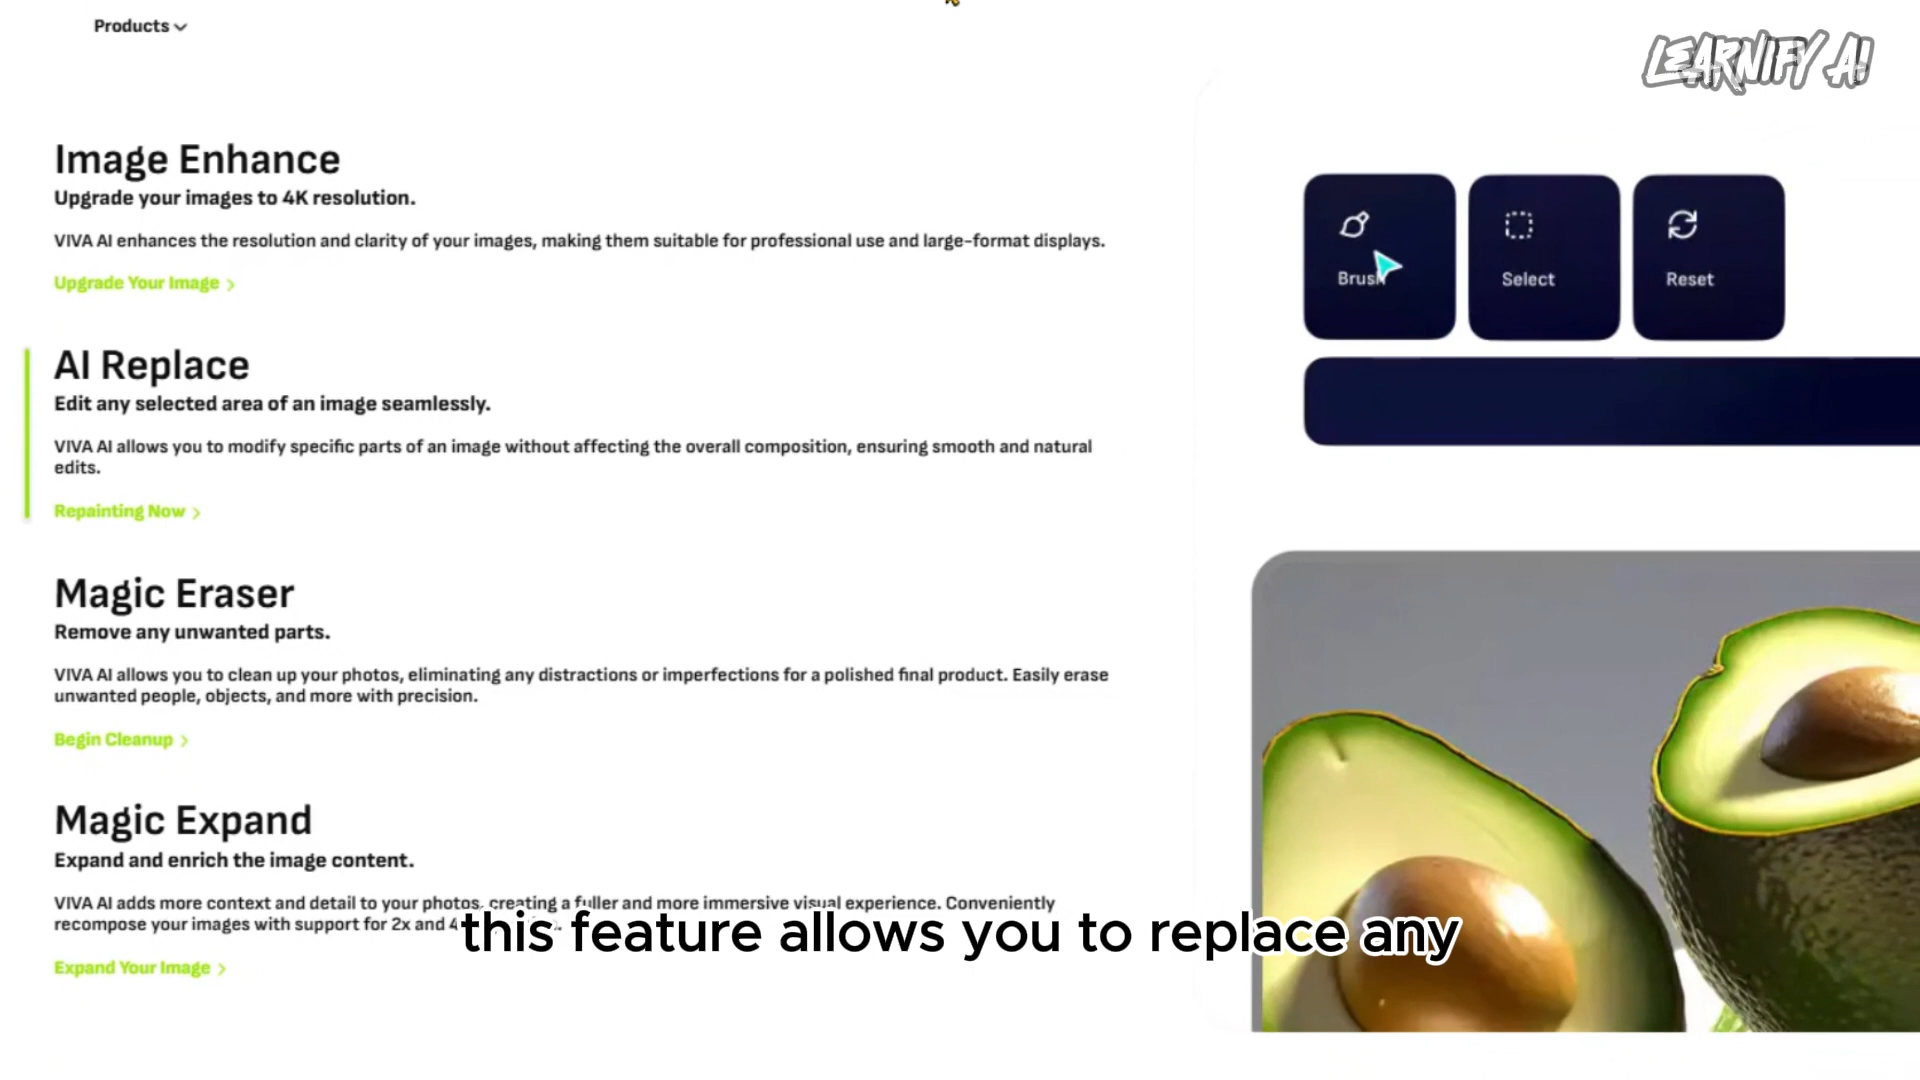 Products
LEARNIFY AI
Image Enhance
Upgrade your images to 4K resolution.
VIVA AI enhances the resolution and clarity of your images, making them suitable for professional use and large-format displays.
Upgrade Your Image >
AI Replace
Edit any selected area of an image seamlessly.
VIVA AI allows you to modify specific parts of an image without affecting the overall composition, ensuring smooth and natural
edits.
Repainting Now >
Magic Eraser
Remove any unwanted parts.
VIVA AI allows you to clean up your photos, eliminating any distractions or imperfections for a polished final product. Easily erase
unwanted people, objects, and more with precision.
Begin Cleanup >
Magic Expand
Expand and enrich the image content.
VIVA AI adds more context and detail to your photos, creating a fuller and more immersive visual experience. Conveniently
recompose your images with support for 2x and
Expand Your Image >
Brush
Select
Reset
this feature allows you to replace any